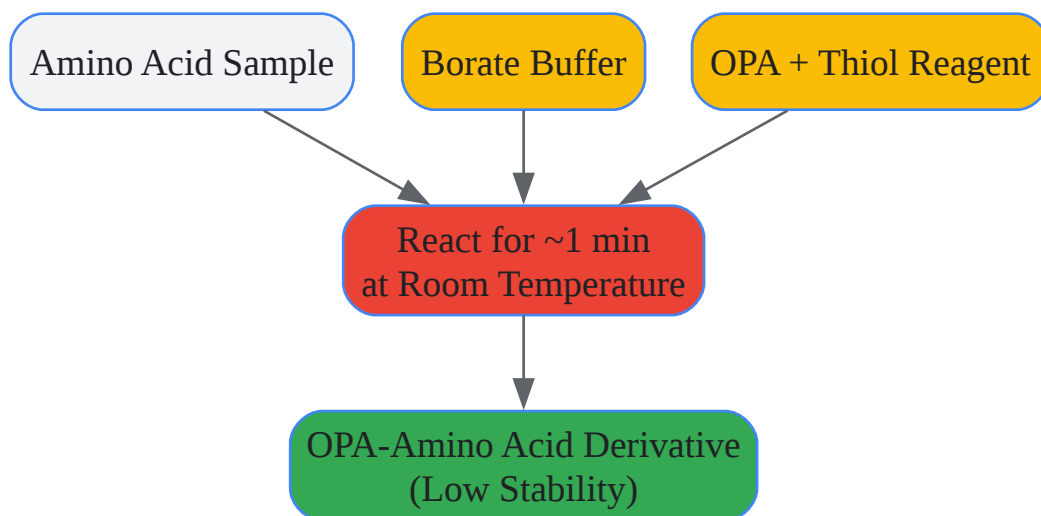 Amino Acid Sample
Borate Buffer
OPA + Thiol Reagent
React for ~1 min
at Room Temperature
OPA-Amino Acid Derivative
(Low Stability)